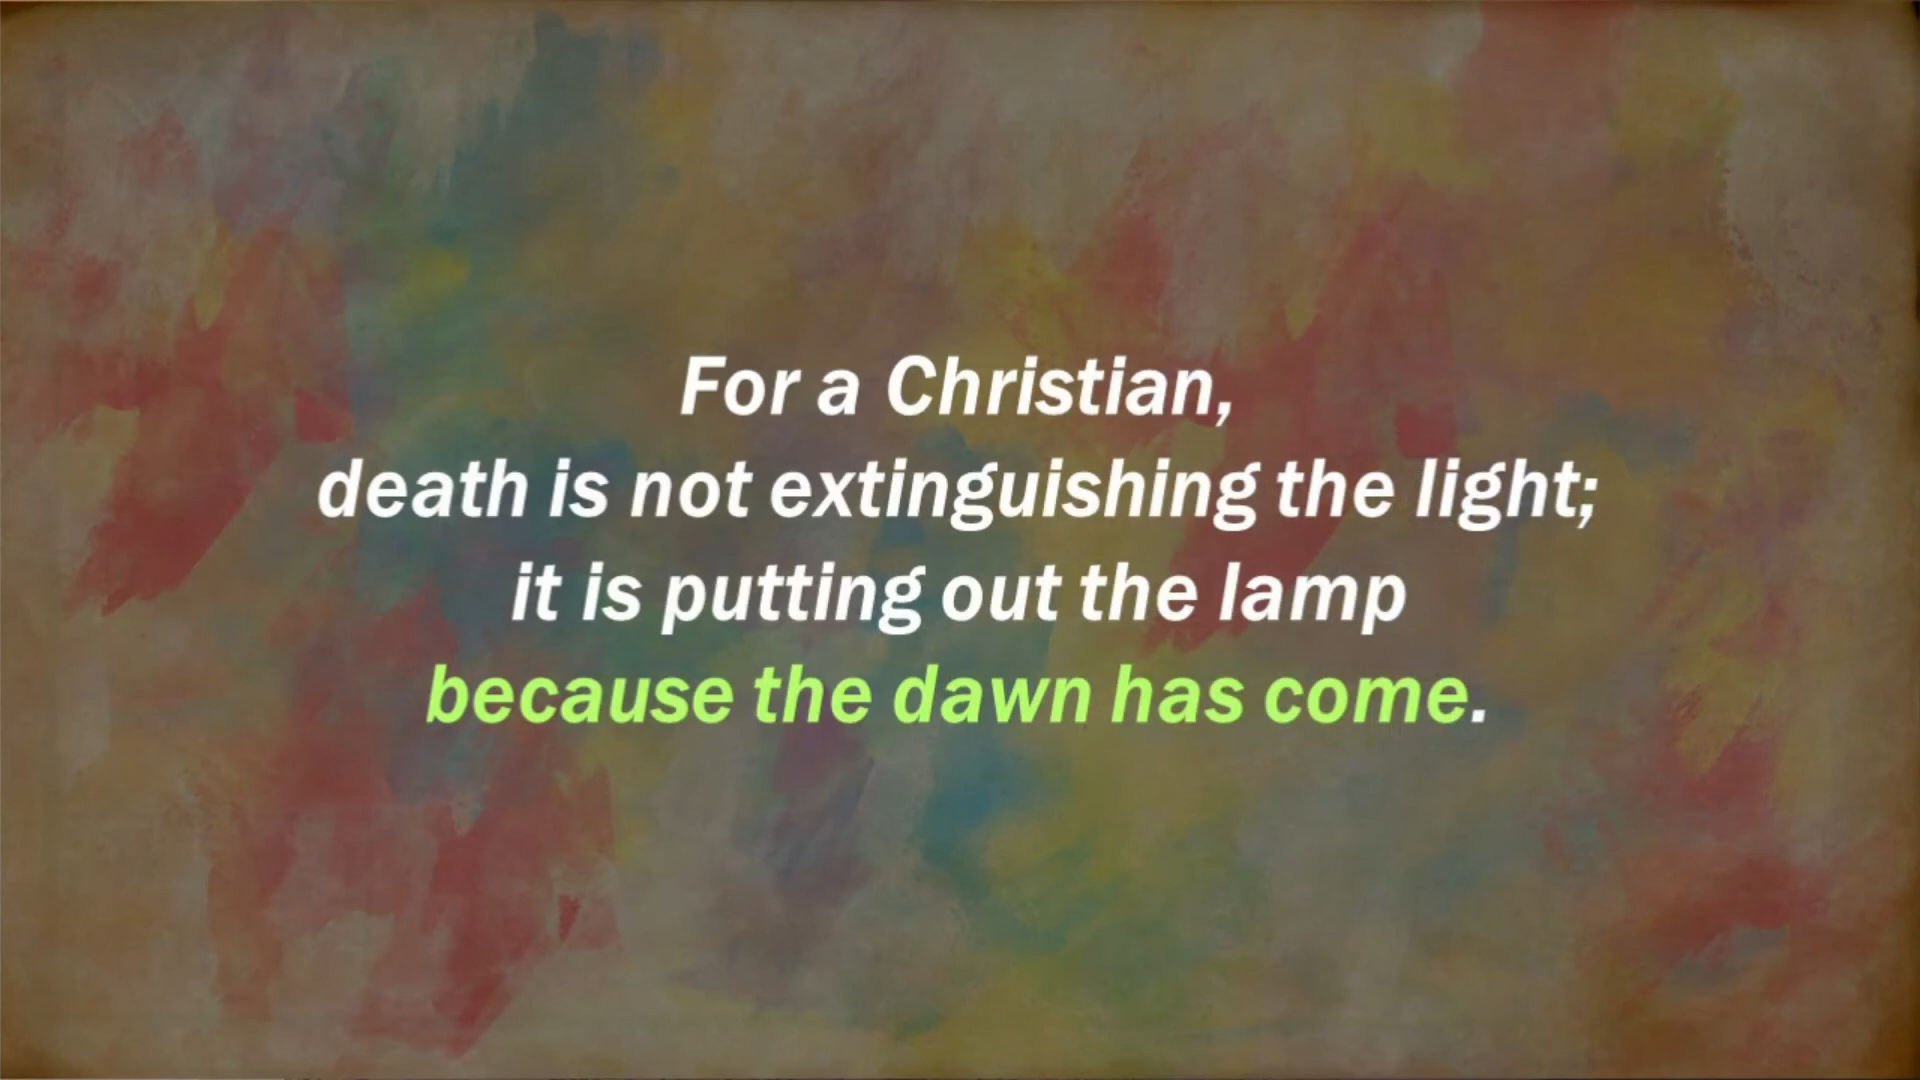 For a Christian,
death is not extinguishing the light;
it is putting out the lamp
because the dawn has come.